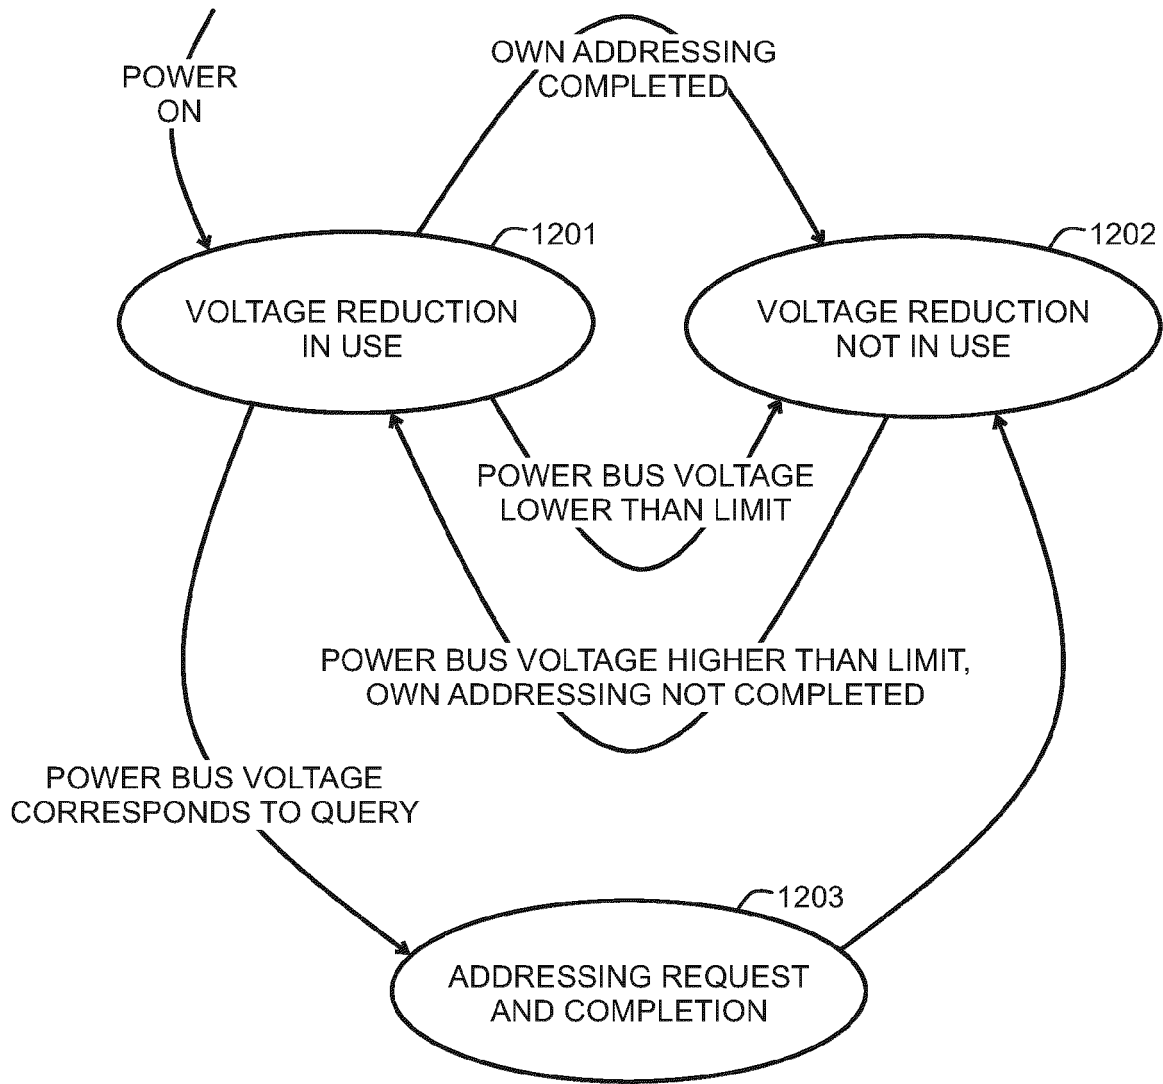 POWER
ON
OWN ADDRESSING
COMPLETED
1201
1202
VOLTAGE REDUCTION
IN USE
VOLTAGE REDUCTION
NOT IN USE
POWER BUS VOLTAGE
LOWER THAN LIMIT
POWER BUS VOLTAGE HIGHER THAN LIMIT,
OWN ADDRESSING NOT COMPLETED
POWER BUS VOLTAGE
CORRESPONDS TO QUERY
1203
ADDRESSING REQUEST
AND COMPLETION